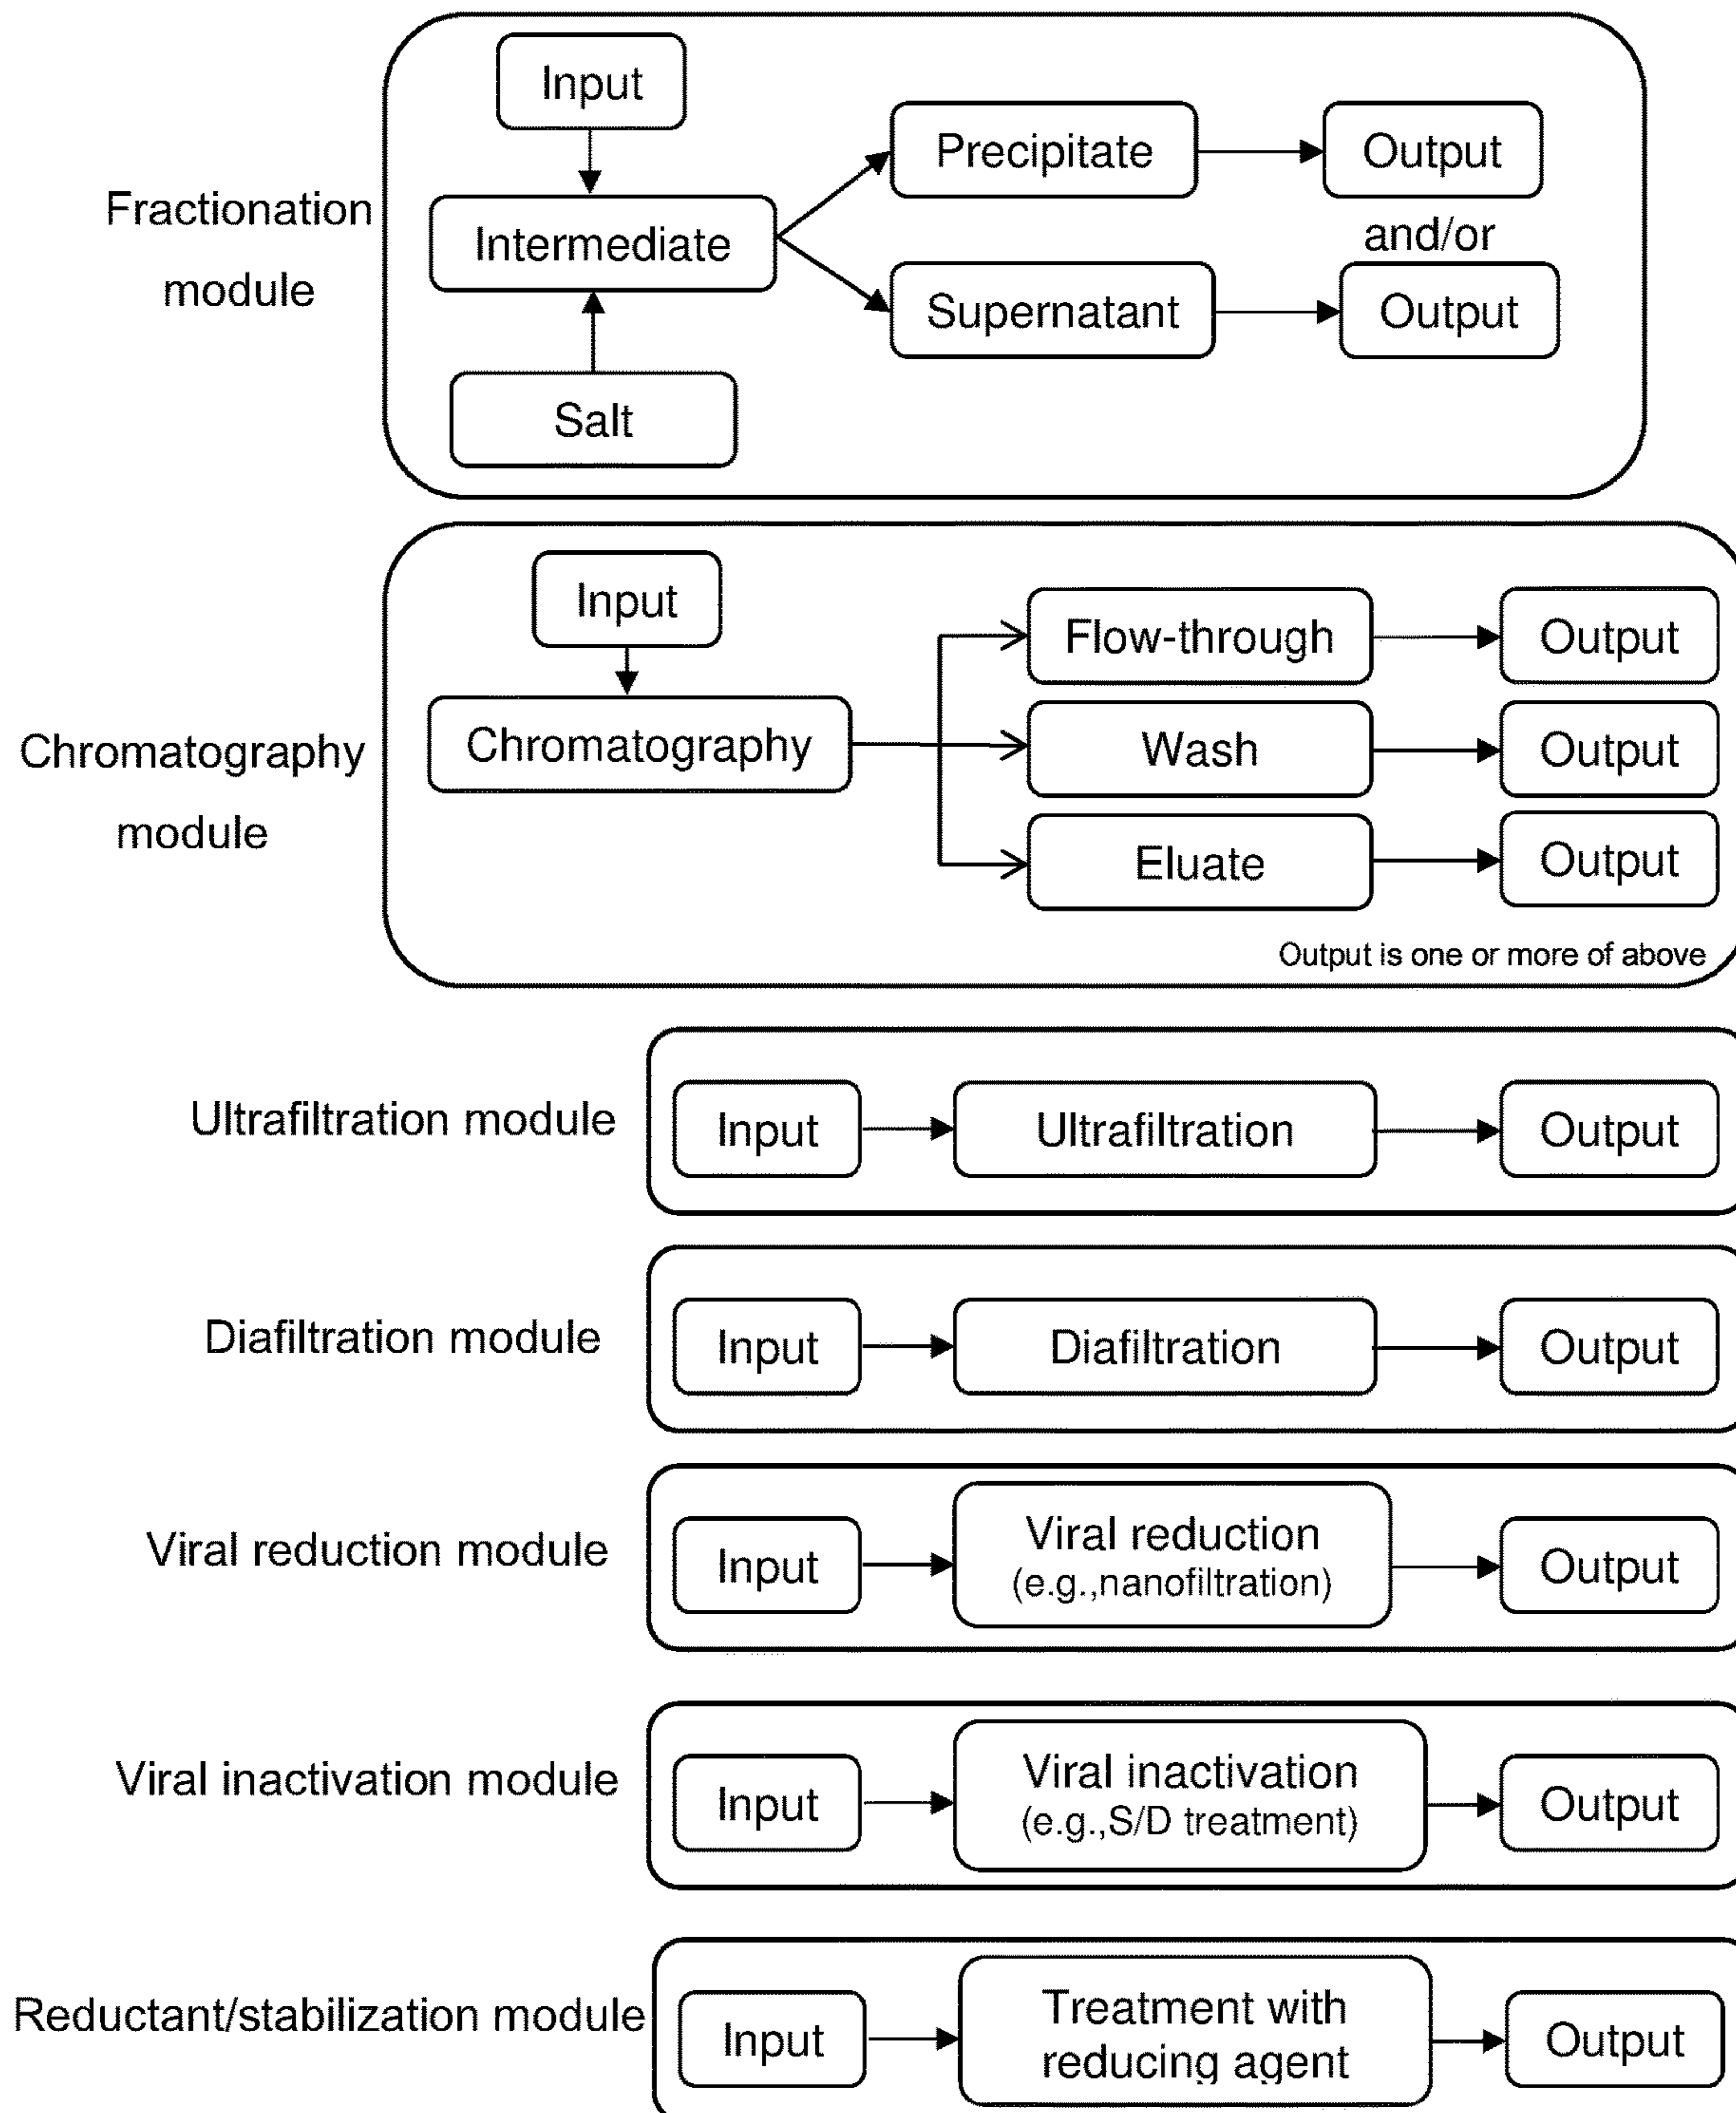 Fractionation
module
Input
Intermediate
Salt
Precipitate
Output
and/or
Supernatant
Output
Chromatography
module
Input
Chromatography
Flow-through
Output
Wash
Output
Eluate
Output
Output is one or more of above
Ultrafiltration module
Input
Ultrafiltration
Output
Diafiltration module
Input
Diafiltration
Output
Viral reduction module
Input
Viral reduction
(e.g.,nanofiltration)
Output
Viral inactivation module
Input
Viral inactivation
(e.g.,S/D treatment)
Output
Reductant/stabilization module
Input
Treatment with
reducing agent
Output